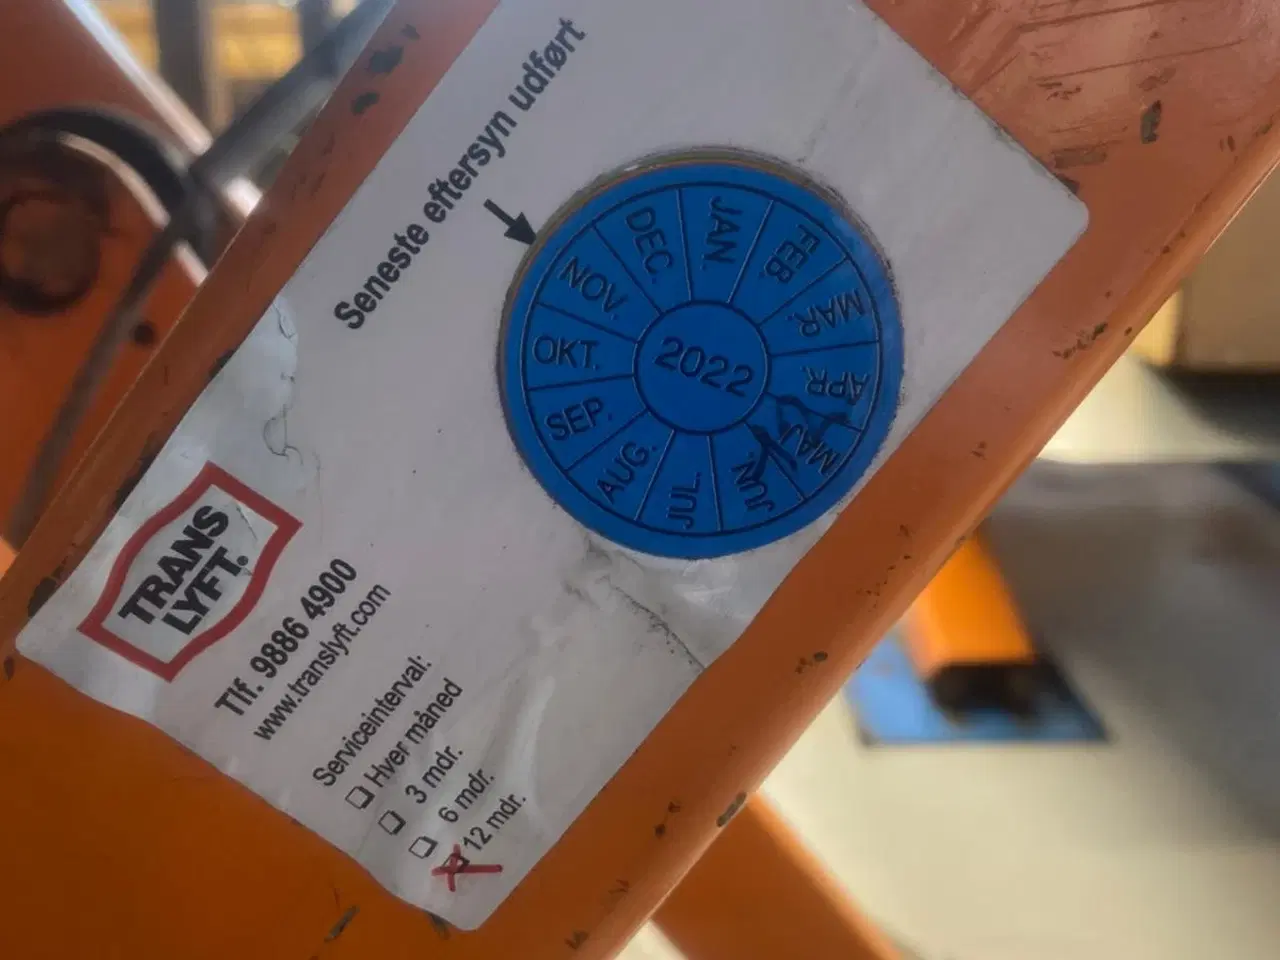 Seneste eftersyn udført
JAN.
FEB.
MAR.
APR.
MAJ
JUN.
JUL.
AUG.
SEP.
OKT.
NOV.
DEC.
2022
TRANS
LYFT.
Tlf. 9886 4900
www.translyft.com
Serviceinterval:
Hver måned
3 mdr.
6 mdr.
12 mdr.